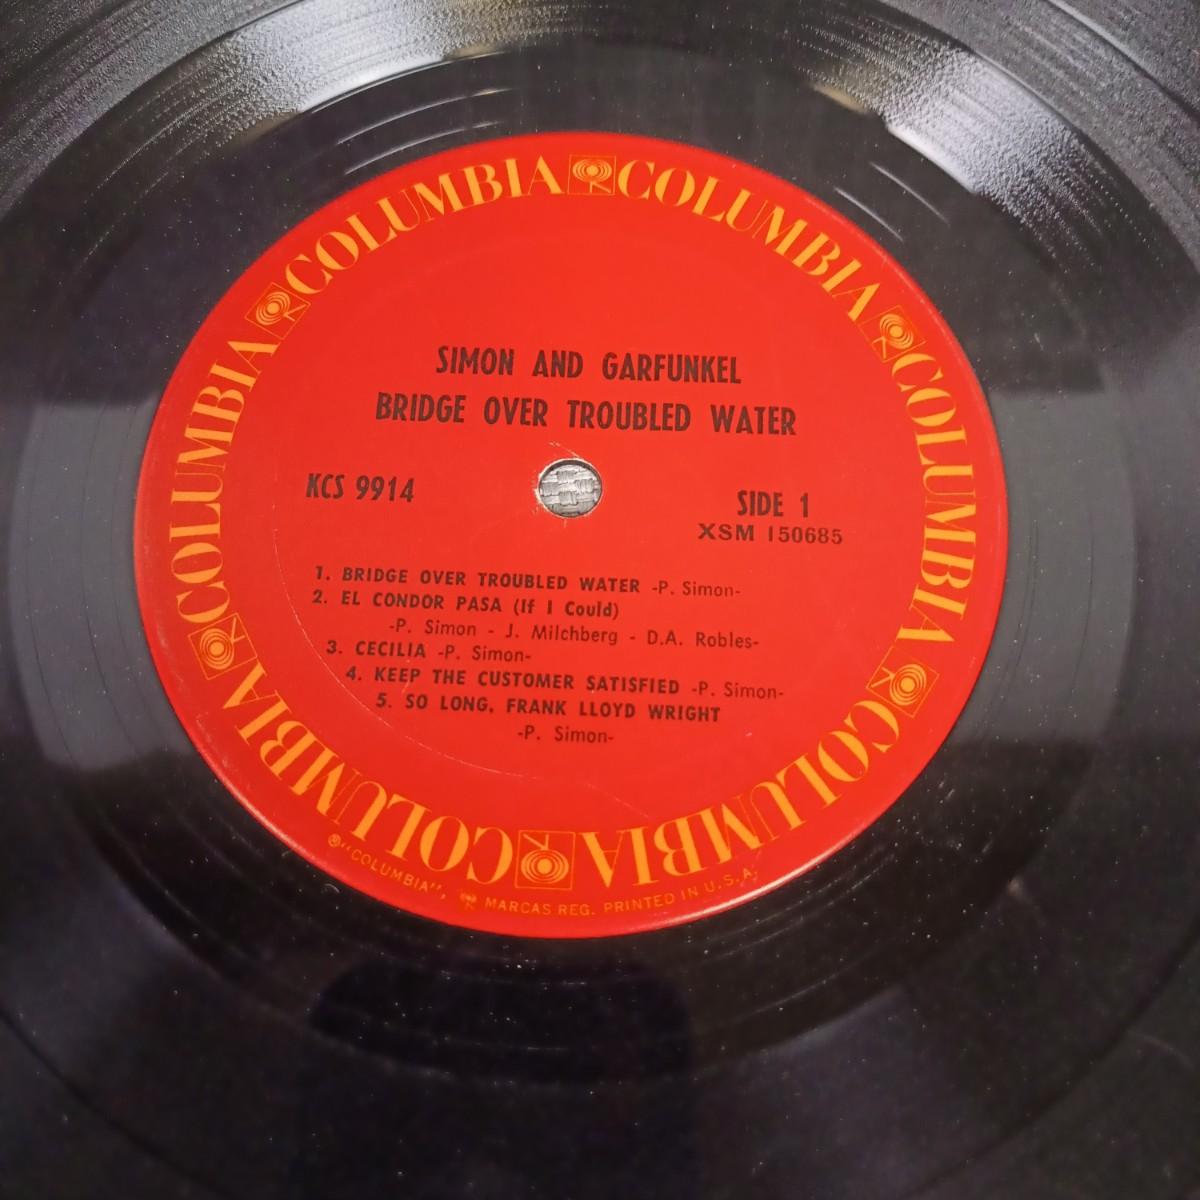 COLUMBIA COLUMBIA COLUMBIA COLUMBIA COLUMBIA COLUMBIA
SIMON AND GARFUNKEL
BRIDGE OVER TROUBLED WATER
KCS 9914
SIDE 1
XSM 150685
1. BRIDGE OVER TROUBLED WATER -P. Simon-
2. EL CONDOR PASA (If I Could)
-P. Simon - J. Milchberg - D.A. Robles-
3. CECILIA -P. Simon-
4. KEEP THE CUSTOMER SATISFIED -P. Simon-
5. SO LONG, FRANK LLOYD WRIGHT
-P. Simon-
®"COLUMBIA", MARCAS REG. PRINTED IN U.S.A.